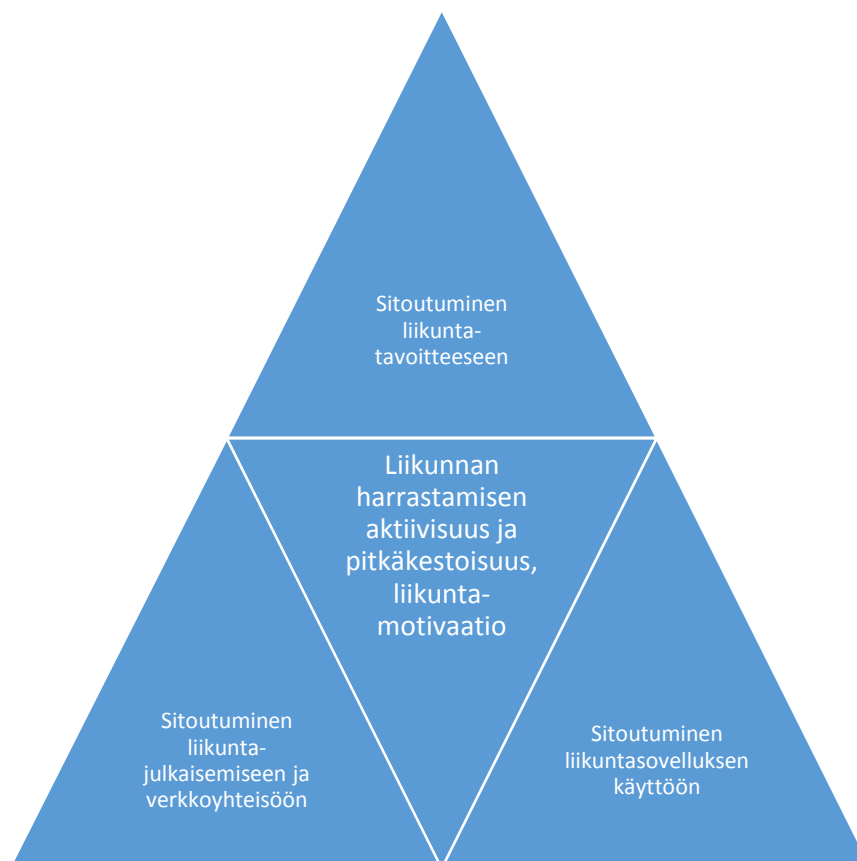 Sitoutuminen
liikunta-
tavoitteeseen
Liikunnan
harrastamisen
aktiivisuus ja
pitkäkestoisuus,
liikunta-
motivaatio
Sitoutuminen
liikunta-
julkaisemiseen ja
verkkoyhteisöön
Sitoutuminen
liikuntasovelluksen
käyttöön